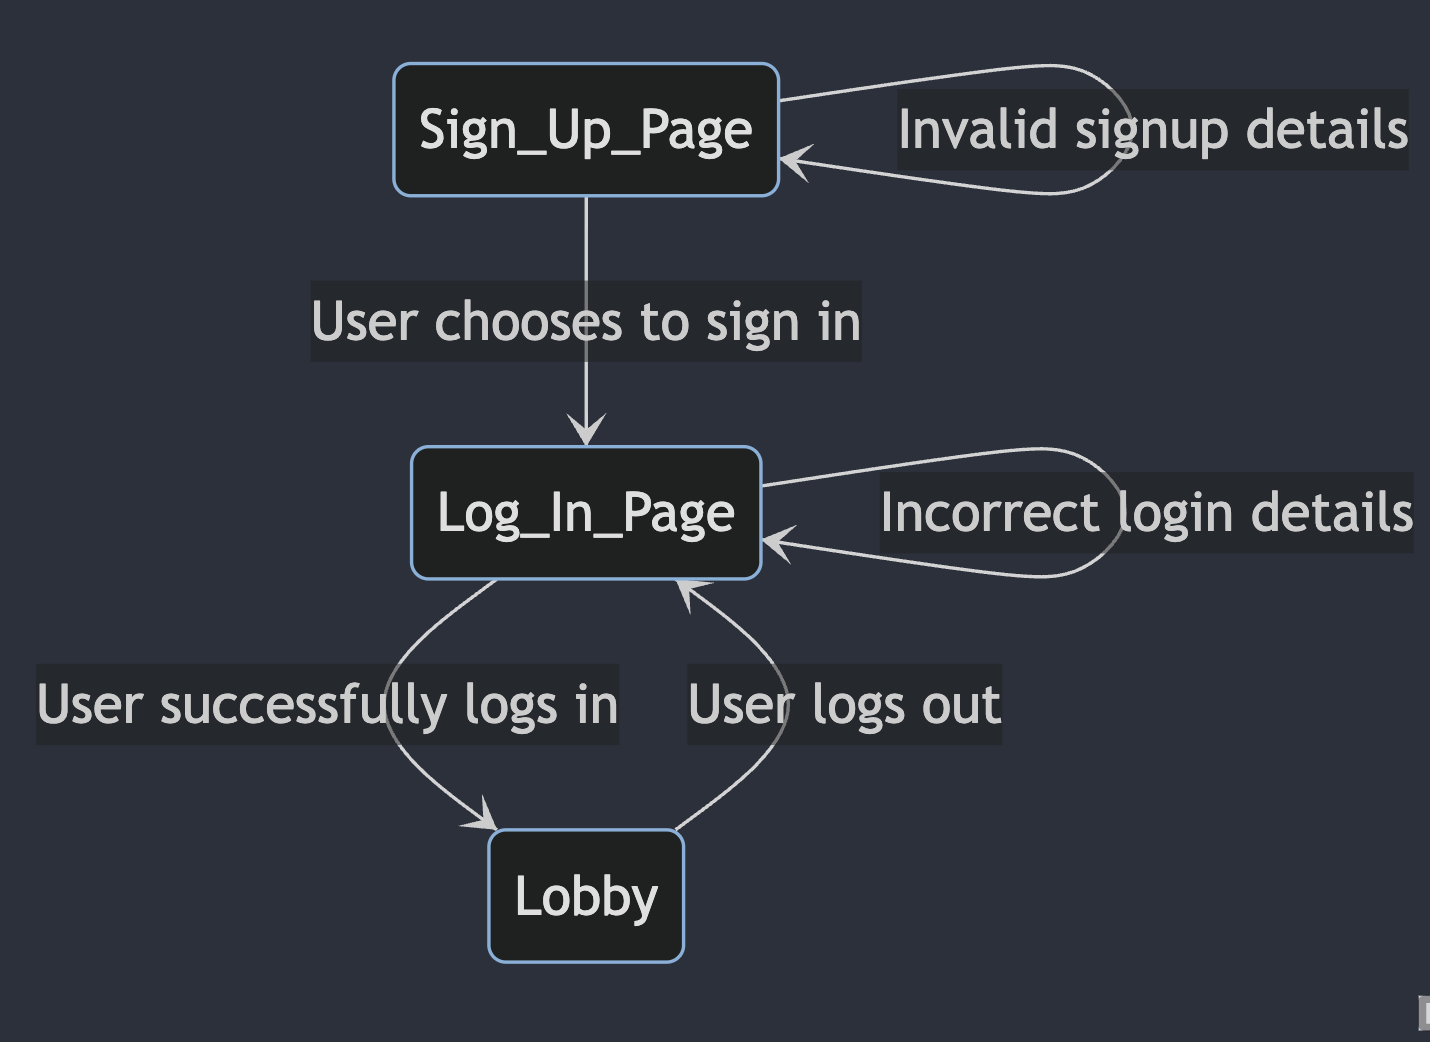 Sign_Up_Page
Invalid signup details
User chooses to sign in
Log_In_Page
Incorrect login details
User successfully logs in
User logs out
Lobby